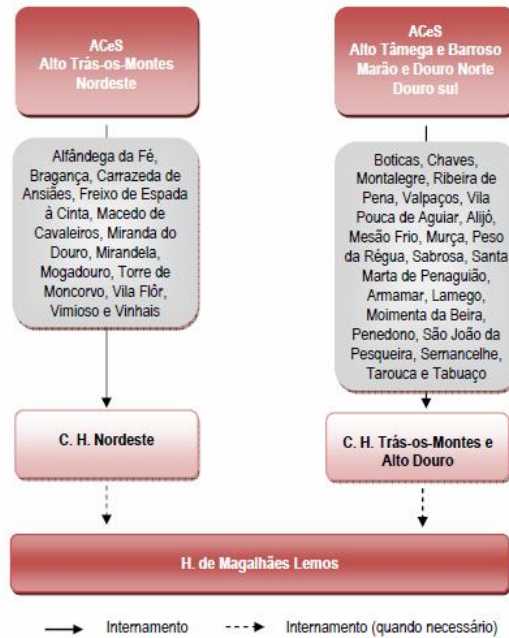 ACeS
Alto Trás-os-Montes
Nordeste
ACeS
Alto Tâmega e Barroso
Marão e Douro Norte
Douro sul
Alfândega da Fé,
Bragança, Carrazeda de
Ansiães, Freixo de Espada
à Cinta, Macedo de
Cavaleiros, Miranda do
Douro, Mirandela,
Mogadouro, Torre de
Moncorvo, Vila Flôr,
Vimioso e Vinhais
Boticas, Chaves,
Montalegre, Ribeira de
Pena, Valpaços, Vila
Pouca de Aguiar, Alijó,
Mesão Frio, Murça, Peso
da Régua, Sabrosa, Santa
Marta de Penaguião,
Armamar, Lamego,
Moimenta da Beira,
Penedono, São João da
Pesqueira, Sernancelhe,
Tarouca e Tabuaço
C. H. Nordeste
C. H. Trás-os-Montes e
Alto Douro
H. de Magalhães Lemos
Internamento
Internamento (quando necessário)